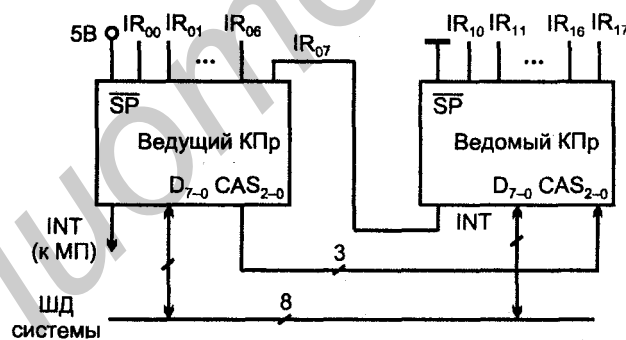 5В IR00 IR01 ... IR06 IR07 IR10 IR11 ... IR16 IR17
SP SP
Ведущий КПр Ведомый КПр
D7–0 CAS2–0 D7–0 CAS2–0
INT
(к МП)
INT
3
ШД
системы
8